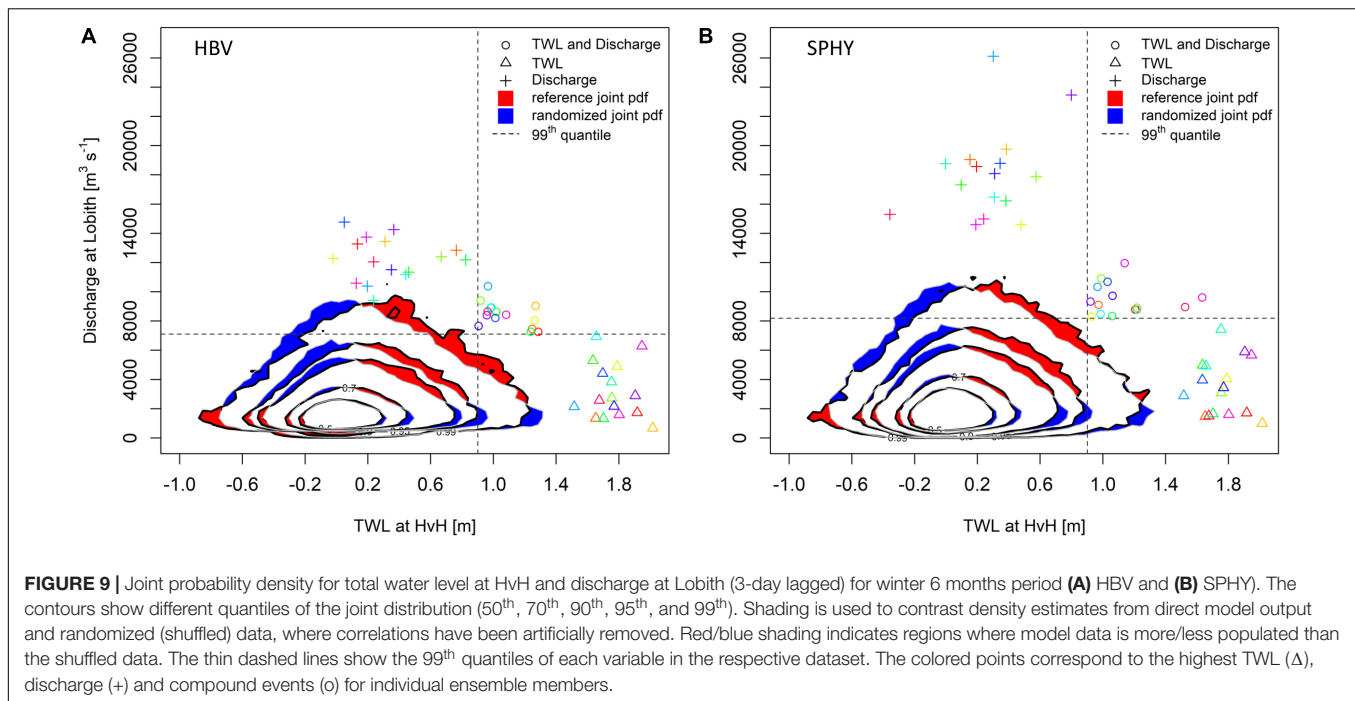 A
HBV
TWL and Discharge
TWL
Discharge
reference joint pdf
randomized joint pdf
99th quantile
Discharge at Lobith [m³ s⁻¹]
0
4000
8000
14000
20000
26000
0.5
0.7
0.95
0.99
-1.0
-0.6
-0.2
0.2
0.6
1.0
1.4
1.8
TWL at HvH [m]
B
SPHY
TWL and Discharge
TWL
Discharge
reference joint pdf
randomized joint pdf
99th quantile
0
4000
8000
14000
20000
26000
0.5
0.7
0.9
0.95
-1.0
-0.6
-0.2
0.2
0.6
1.0
1.4
1.8
TWL at HvH [m]
FIGURE 9 | Joint probability density for total water level at HvH and discharge at Lobith (3-day lagged) for winter 6 months period (A) HBV and (B) SPHY). The
contours show different quantiles of the joint distribution (50th, 70th, 90th, 95th, and 99th). Shading is used to contrast density estimates from direct model output
and randomized (shuffled) data, where correlations have been artificially removed. Red/blue shading indicates regions where model data is more/less populated than
the shuffled data. The thin dashed lines show the 99th quantiles of each variable in the respective dataset. The colored points correspond to the highest TWL (Δ),
discharge (+) and compound events (o) for individual ensemble members.